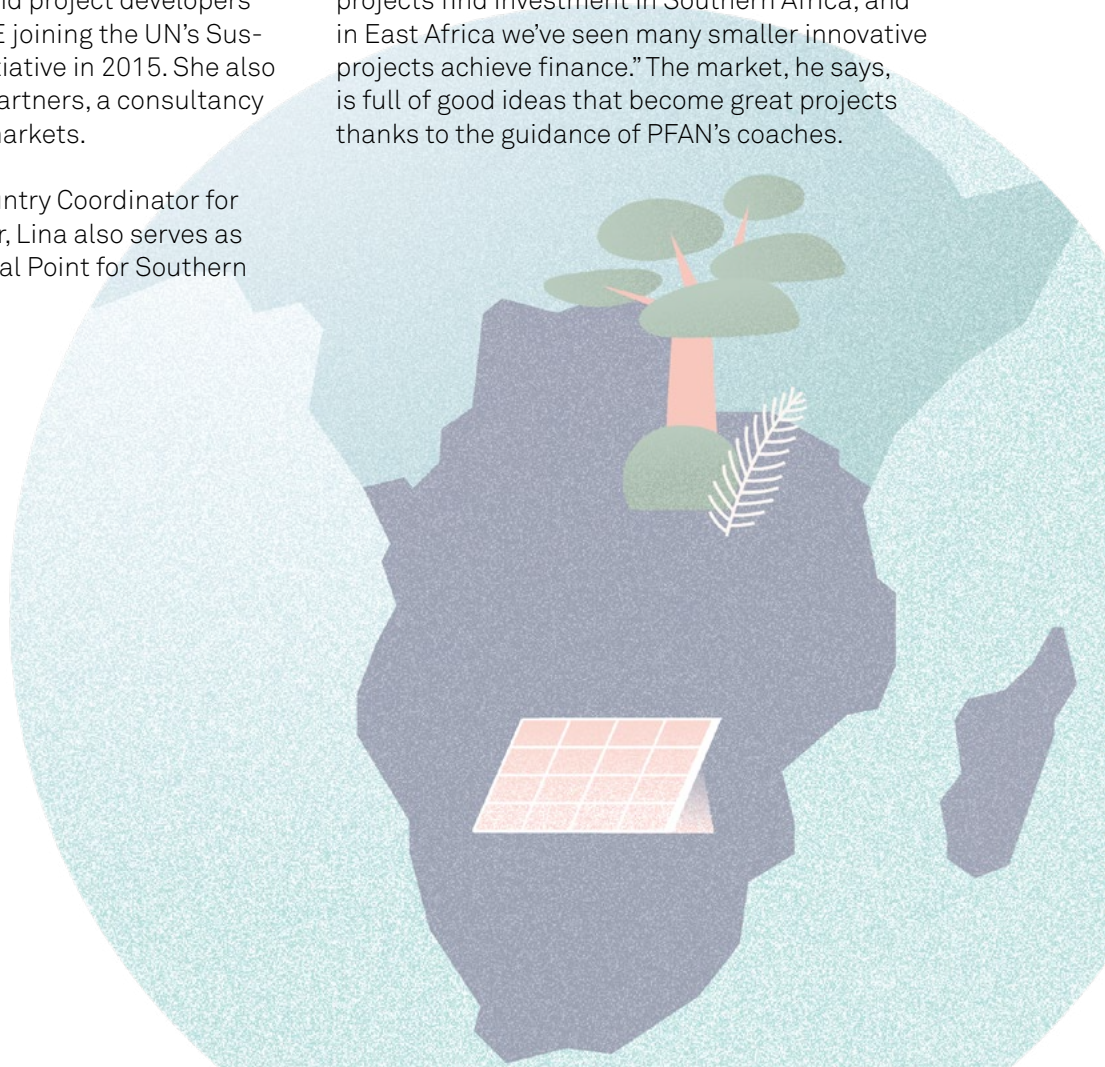 nd project developers
E joining the UN’s Sus-
tiative in 2015. She also
artners, a consultancy
arkets.
untry Coordinator for
r, Lina also serves as
al Point for Southern
projects find investment in Southern Africa, and
in East Africa we’ve seen many smaller innovative
projects achieve finance.” The market, he says,
is full of good ideas that become great projects
thanks to the guidance of PFAN’s coaches.